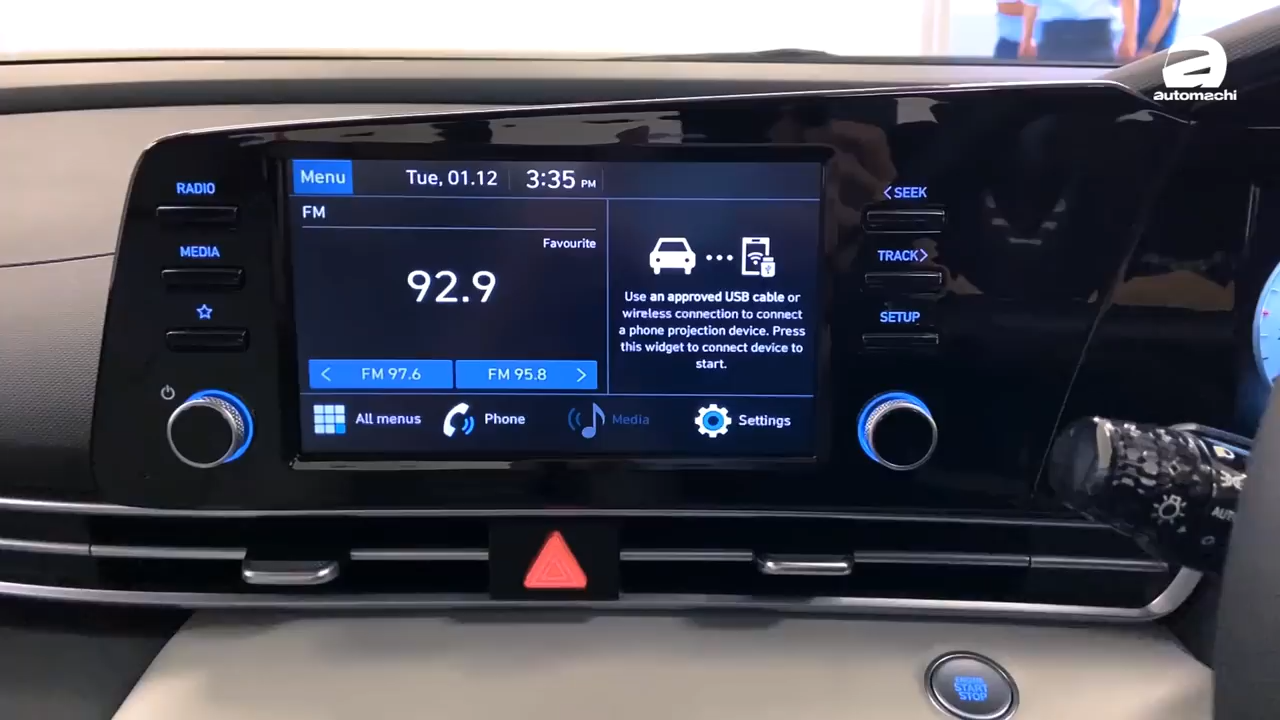 automachi
RADIO
MEDIA
Menu
Tue, 01.12
3:35 PM
FM
Favourite
92.9
FM 97.6
FM 95.8
Use an approved USB cable or
wireless connection to connect
a phone projection device. Press
this widget to connect device to
start.
All menus
Phone
Media
Settings
SEEK
TRACK
SETUP
ENGINE
START
STOP